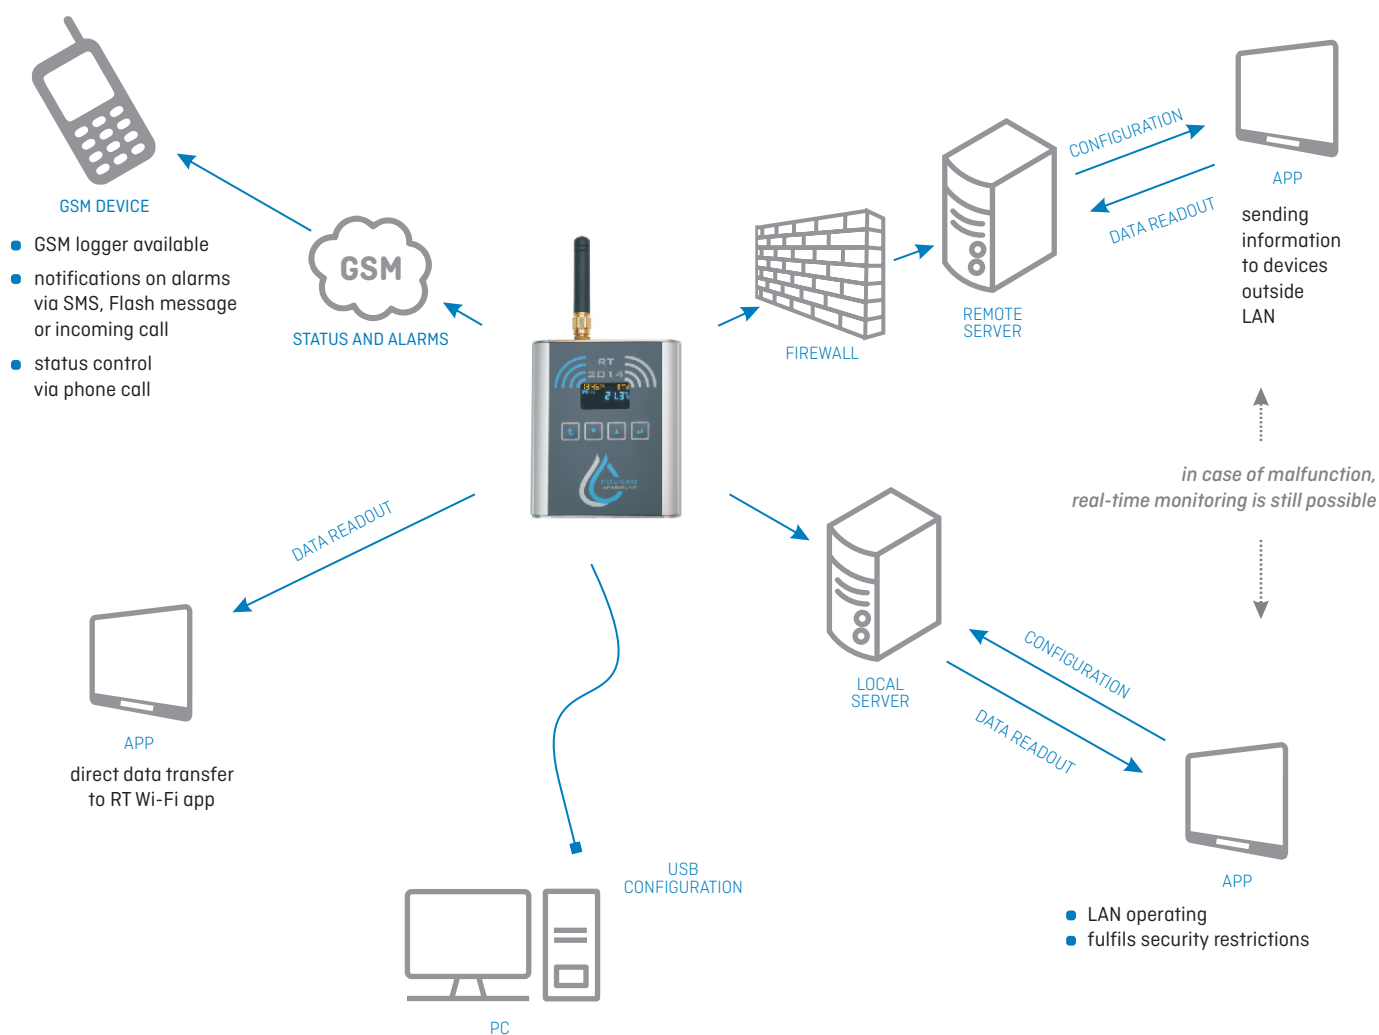 GSM DEVICE
GSM logger available
notifications on alarms
via SMS, Flash message
or incoming call
status control
via phone call
GSM
STATUS AND ALARMS
RT
2014
FIREWALL
REMOTE
SERVER
CONFIGURATION
DATA READOUT
APP
sending
information
to devices
outside
LAN
in case of malfunction,
real-time monitoring is still possible
DATA READOUT
APP
direct data transfer
to RT Wi-Fi app
LOCAL
SERVER
CONFIGURATION
DATA READOUT
APP
LAN operating
fulfils security restrictions
USB
CONFIGURATION
PC